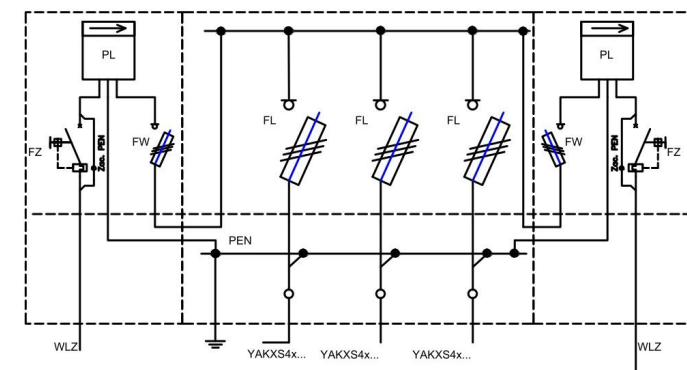 PL
PL
FL
FL
FL
FZ
Zac. PEN
FW
FW
Zac. PEN
FZ
PEN
WLZ
YAKXS4x...
YAKXS4x...
YAKXS4x...
WLZ